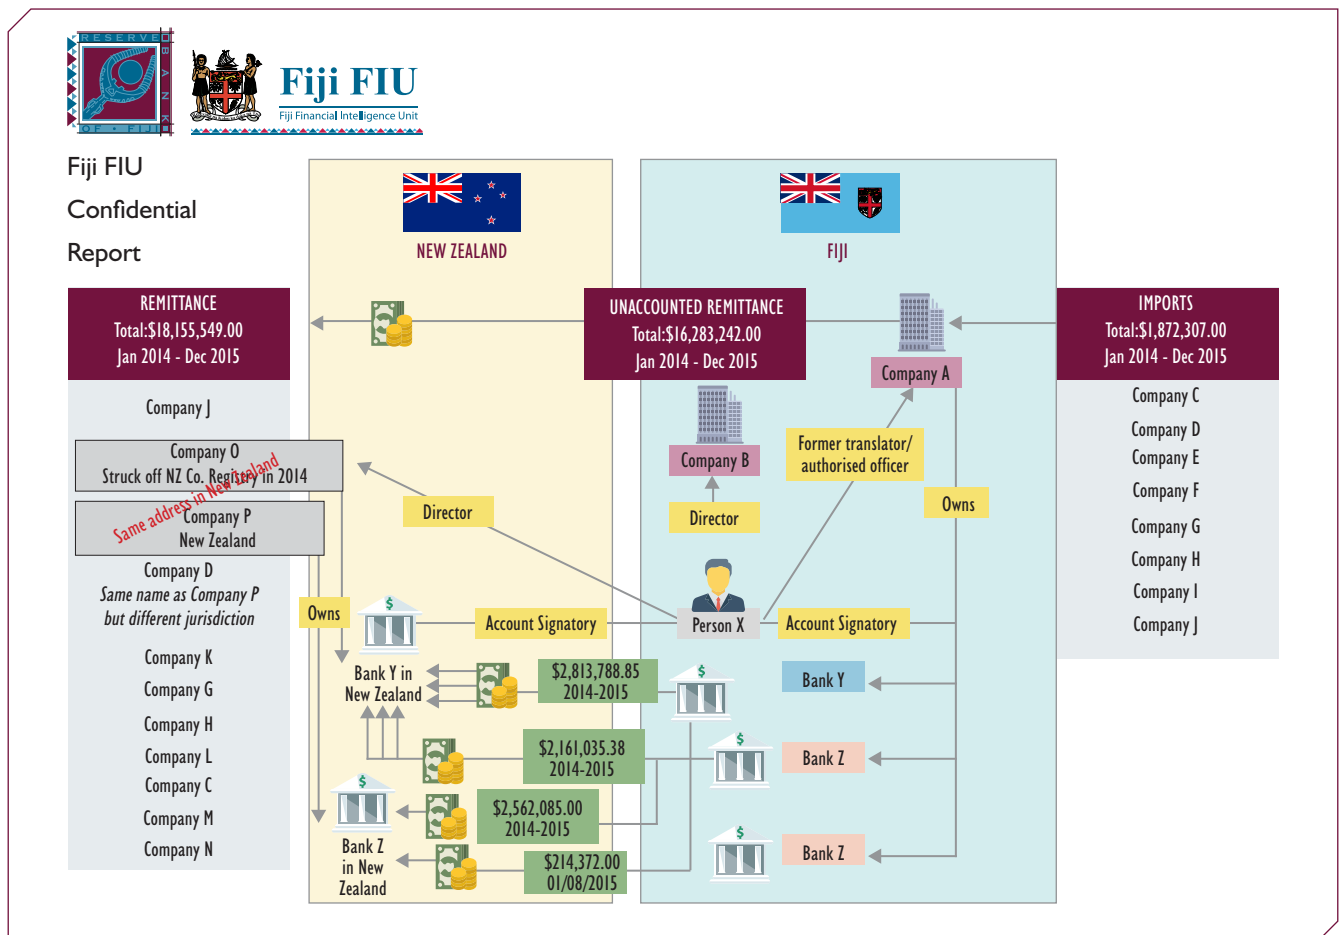 RESERVE
BANK
OF • FIJI
Fiji FIU
Fiji Financial Intelligence Unit
Fiji FIU
Confidential
Report
NEW ZEALAND
FIJI
REMITTANCE
Total:$18,155,549.00
Jan 2014 - Dec 2015
UNACCOUNTED REMITTANCE
Total:$16,283,242.00
Jan 2014 - Dec 2015
IMPORTS
Total:$1,872,307.00
Jan 2014 - Dec 2015
Company A
Company B
Former translator/
authorised officer
Director
Director
Owns
Company J
Company O
Struck off NZ Co. Registry in 2014
Same address in New Zealand
Company P
New Zealand
Company D
Same name as Company P
but different jurisdiction
Company K
Company G
Company H
Company L
Company C
Company M
Company N
Company C
Company D
Company E
Company F
Company G
Company H
Company I
Company J
Owns
$
Account Signatory
Person X
Account Signatory
Bank Y in
New Zealand
$2,813,788.85
2014-2015
$
Bank Y
$2,161,035.38
2014-2015
$
Bank Z
$
Bank Z
in New
Zealand
$2,562,085.00
2014-2015
$214,372.00
01/08/2015
$
Bank Z